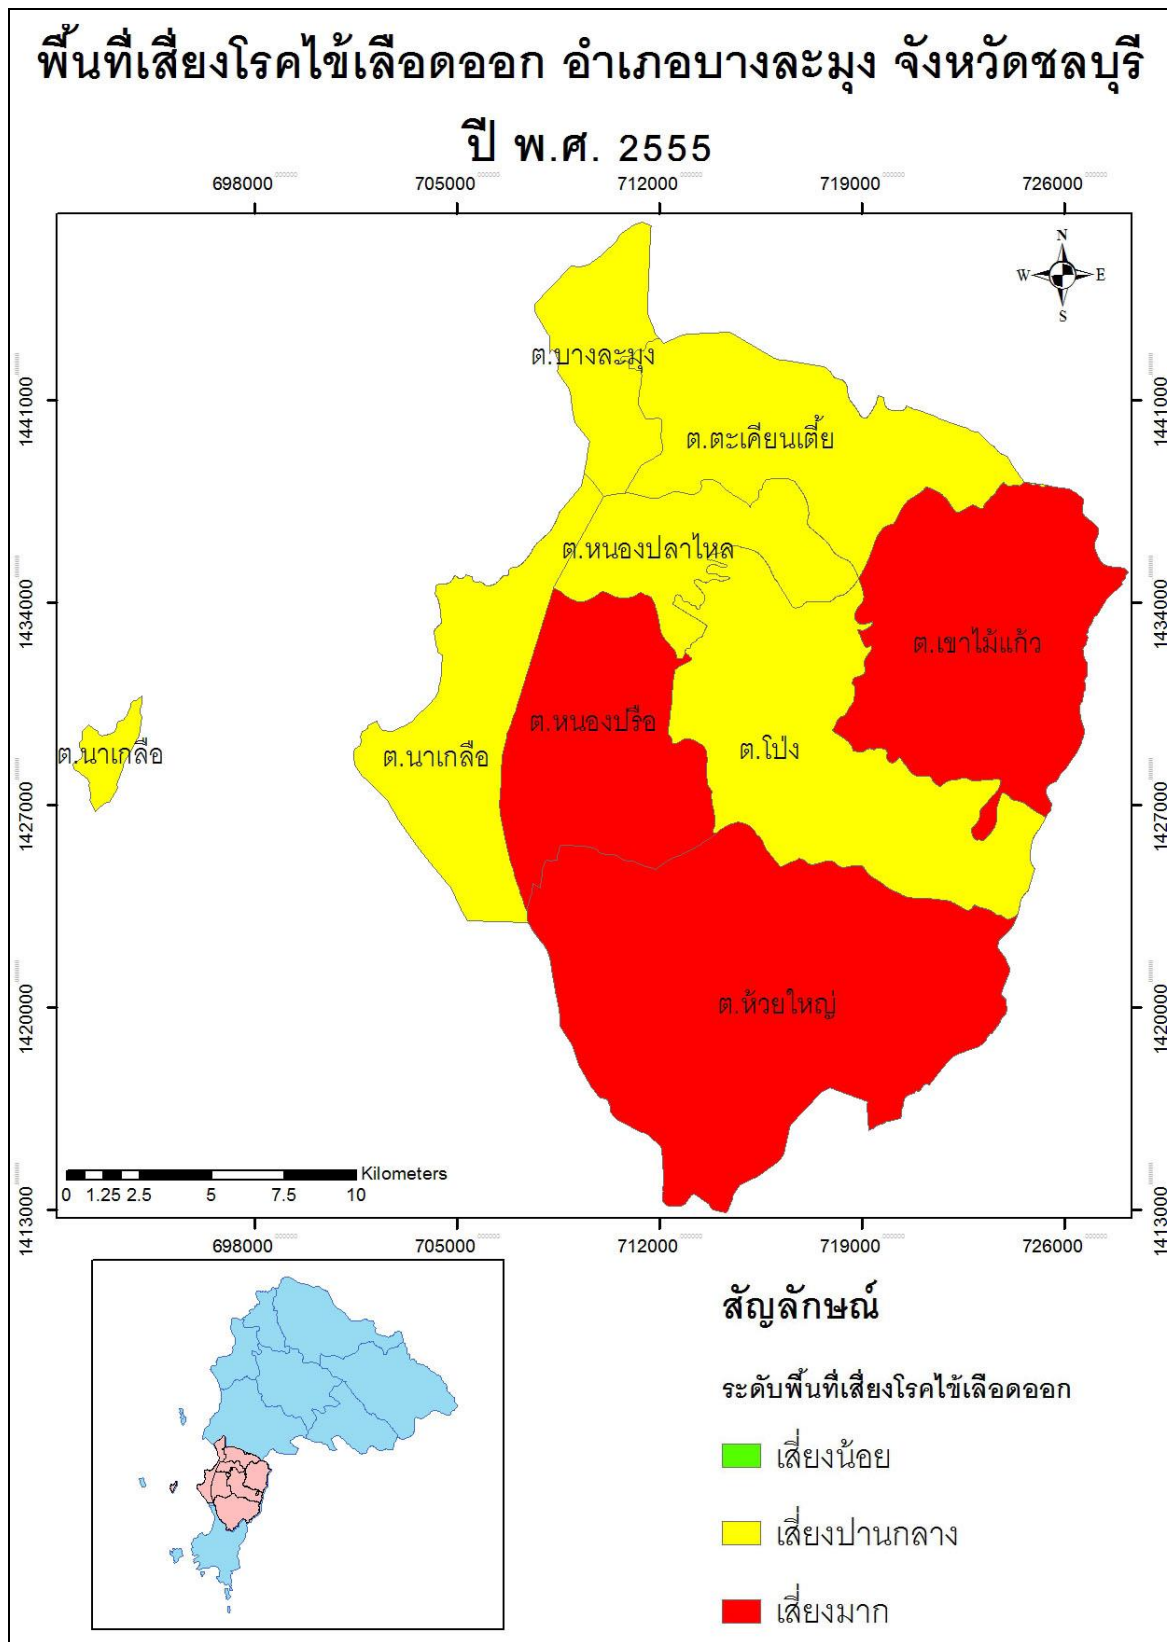 พื้นที่เสี่ยงโรคไข้เลือดออก อำเภอบางละมุง จังหวัดชลบุรี
ปี พ.ศ. 2555
698000 705000 712000 719000 726000
N
W E
S
ต.บางละมุง
1441000 1441000
ต.ตะเคียนเตี้ย
ต.หนองปลาไหล
1434000 1434000
ต.เขาไม้แก้ว
ต.หนองปรือ
ต.นาเกลือ ต.นาเกลือ ต.โป่ง
1427000 1427000
ต.ห้วยใหญ่
1420000 1420000
Kilometers
0 1.25 2.5 5 7.5 10
1413000 1413000
698000 705000 712000 719000 726000
สัญลักษณ์
ระดับพื้นที่เสี่ยงโรคไข้เลือดออก
เสี่ยงน้อย
เสี่ยงปานกลาง
เสี่ยงมาก